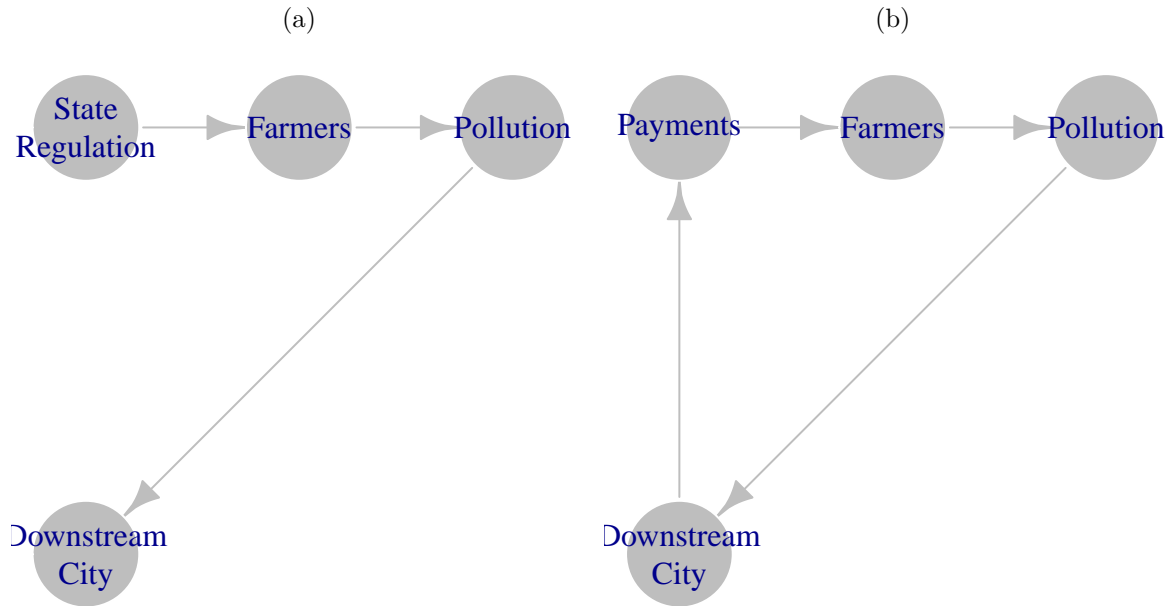 (a)
State
Regulation
Farmers
Pollution
Downstream
City
(b)
Payments
Farmers
Pollution
Downstream
City